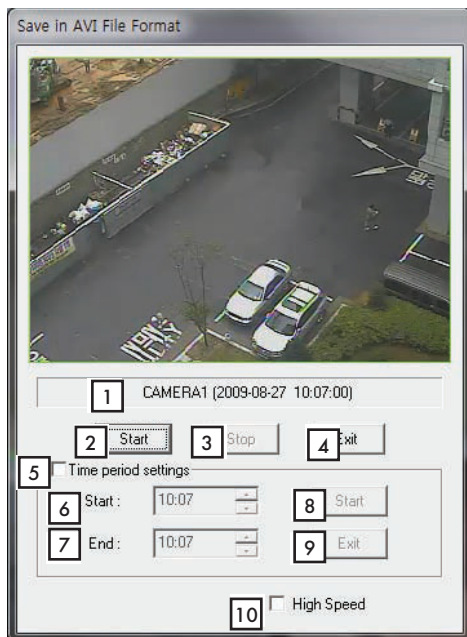 Save in AVI File Format
1
CAMERA1 (2009-08-27 10:07:00)
2
Start
3
Stop
4
Exit
5
Time period settings
6
Start :
10:07
8
Start
7
End :
10:07
9
Exit
10
High Speed